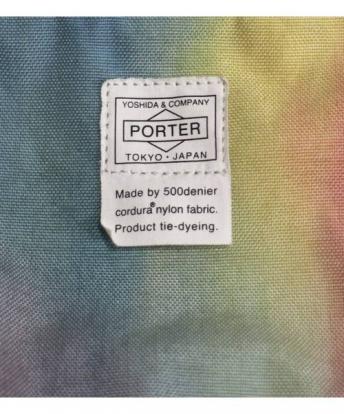 YOSHIDA & COMPANY
PORTER
TOKYO・JAPAN
Made by 500denier
cordura® nylon fabric.
Product tie-dyeing.